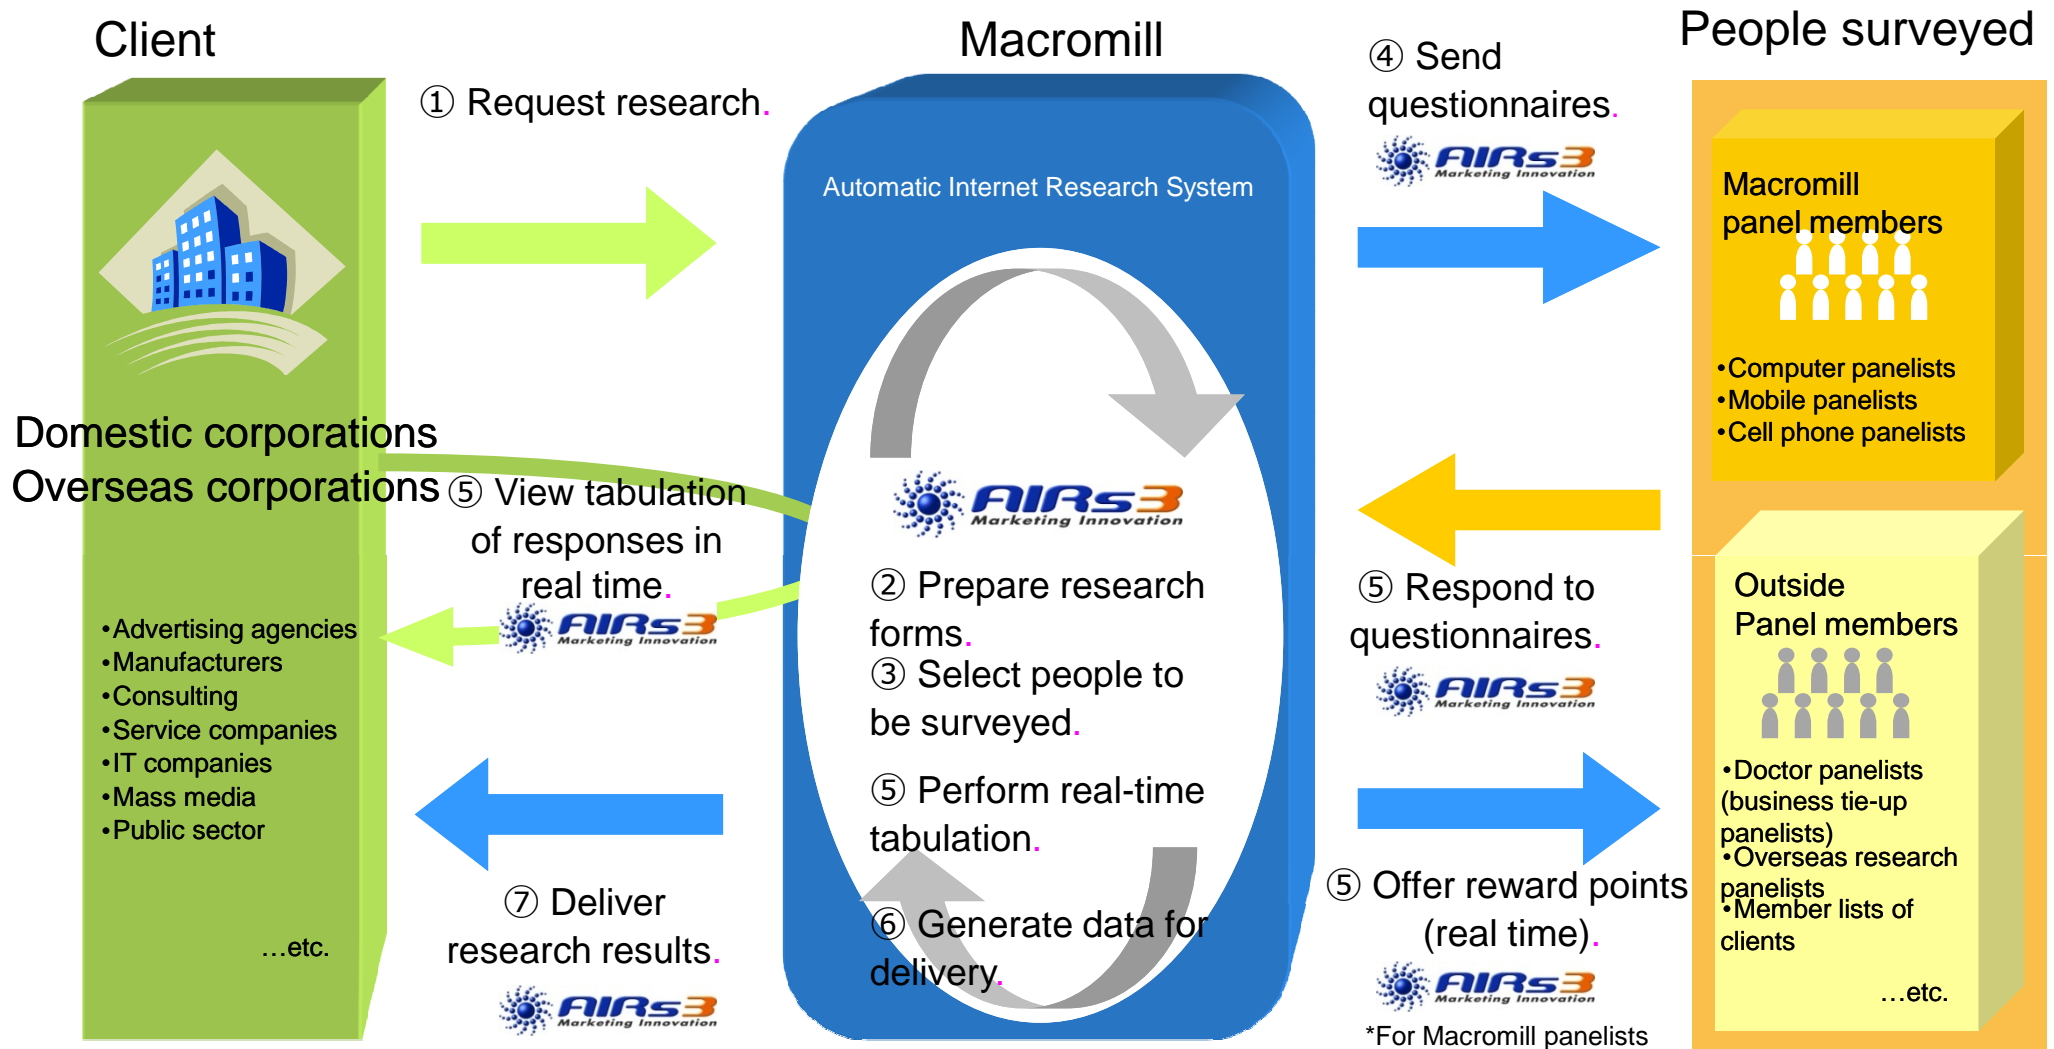 Client
Domestic corporations
Overseas corporations
•Advertising agencies
•Manufacturers
•Consulting
•Service companies
•IT companies
•Mass media
•Public sector
…etc.
① Request research.
⑤ View tabulation
of responses in
real time.
AIRs3
Marketing Innovation
⑦ Deliver
research results.
AIRs3
Marketing Innovation
Macromill
Automatic Internet Research System
AIRs3
Marketing Innovation
② Prepare research
forms.
③ Select people to
be surveyed.
⑤ Perform real-time
tabulation.
⑥ Generate data for
delivery.
④ Send
questionnaires.
AIRs3
Marketing Innovation
⑤ Respond to
questionnaires.
AIRs3
Marketing Innovation
⑤ Offer reward points
(real time).
AIRs3
Marketing Innovation
*For Macromill panelists
People surveyed
Macromill
panel members
•Computer panelists
•Mobile panelists
•Cell phone panelists
Outside
Panel members
•Doctor panelists
(business tie-up
panelists)
•Overseas research
panelists
•Member lists of
clients
…etc.